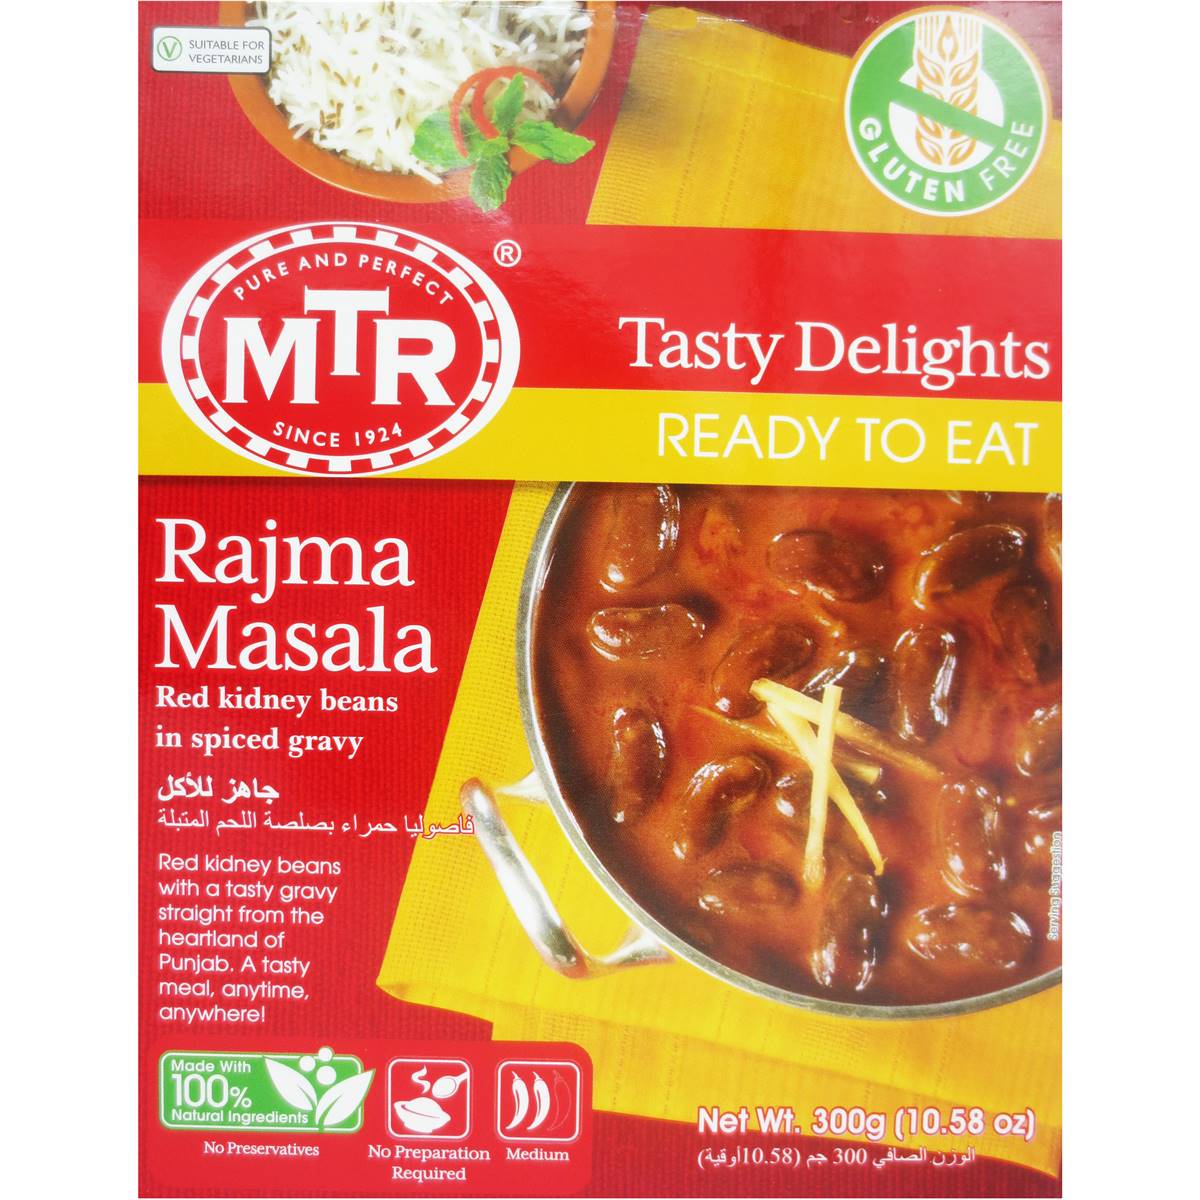 SUITABLE FOR
VEGETARIANS
GLUTEN FREE
PURE AND PERFECT
MTR
®
SINCE 1924
Tasty Delights
READY TO EAT
Rajma
Masala
Red kidney beans
in spiced gravy
جاهز للأكل
فاصوليا حمراء بصلصة اللحم المتبلة
Red kidney beans
with a tasty gravy
straight from the
heartland of
Punjab. A tasty
meal, anytime,
anywhere!
Serving Suggestion
Made With
100%
Natural Ingredients
No Preservatives
No Preparation
Required
Medium
Net Wt. 300g (10.58 oz)
الوزن الصافي 300 جم (10.58أوقية)